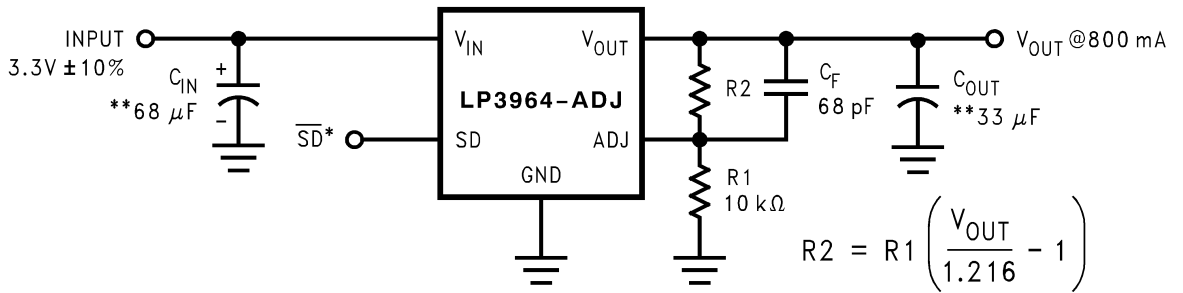 INPUT
3.3V ±10%
+
C_IN
**68 μF
−
S̅D̅*
V_IN
V_OUT
LP3964-ADJ
SD
ADJ
GND
R2
C_F
68 pF
R1
10 kΩ
V_OUT @800 mA
C_OUT
**33 μF
R2 = R1 (V_OUT / 1.216 − 1)